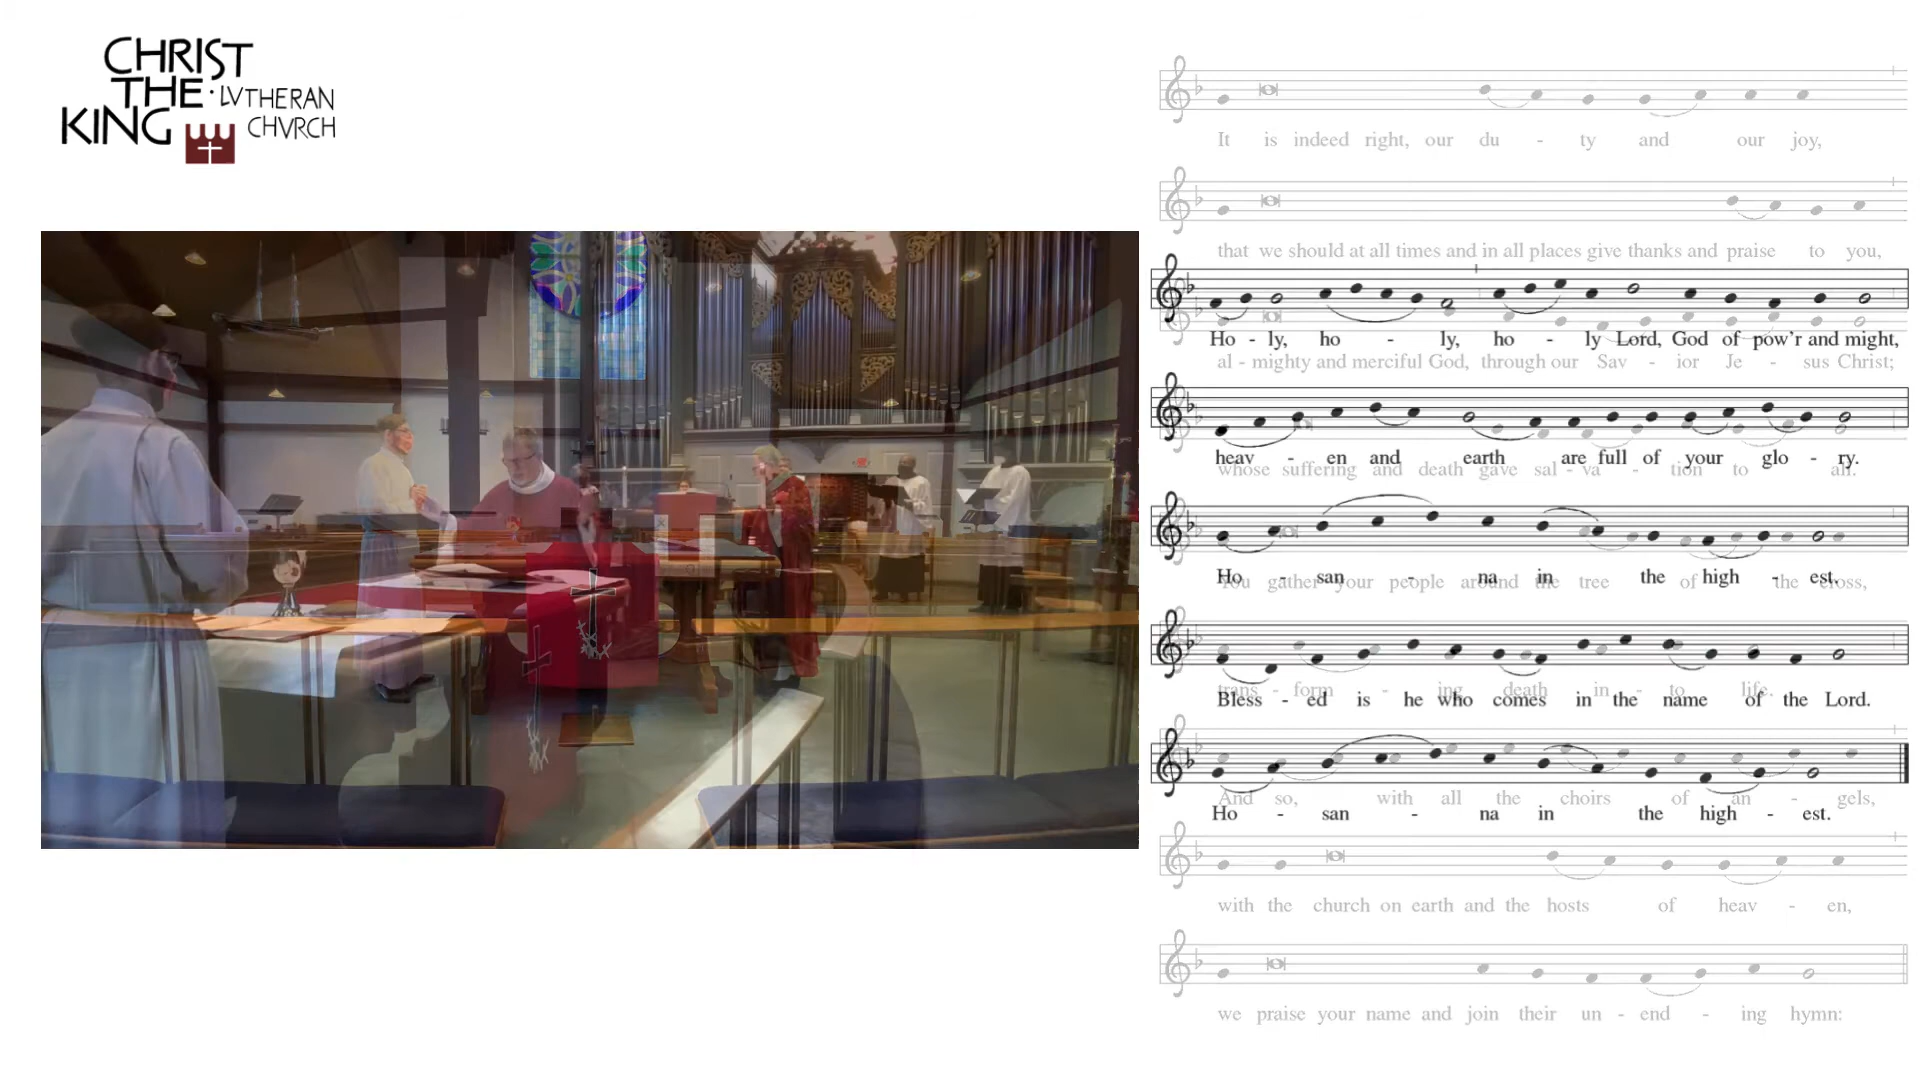 CHRIST
THE · LVTHERAN
KING CHVRCH
It is indeed right, our du - ty and our joy,
that we should at all times and in all places give thanks and praise to you,
Ho - ly, ho - ly, ho - ly Lord, God of pow'r and might,
al - mighty and merciful God, through our Sav - ior Je - sus Christ;
heav - en and earth are full of your glo - ry.
whose suffering and death gave sal - va - tion to all.
Ho - san - na in the high - est.
You gather your people around the tree of the cross,
trans - form - ing death in - to life.
Bless - ed is he who comes in the name of the Lord.
And so, with all the choirs of an - gels,
Ho - san - na in the high - est.
with the church on earth and the hosts of heav - en,
we praise your name and join their un - end - ing hymn: